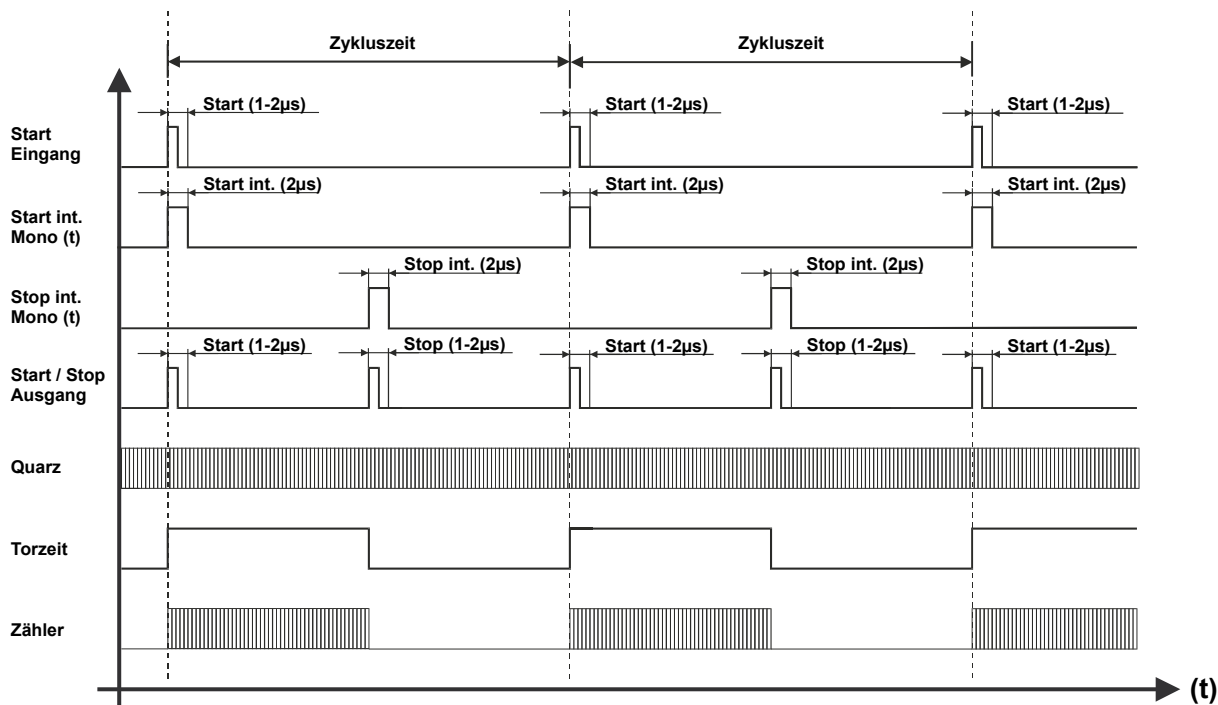 Zykluszeit
Zykluszeit
Start (1-2µs)
Start (1-2µs)
Start (1-2µs)
Start
Eingang
Start int. (2µs)
Start int. (2µs)
Start int. (2µs)
Start int.
Mono (t)
Stop int. (2µs)
Stop int. (2µs)
Stop int.
Mono (t)
Start (1-2µs)
Stop (1-2µs)
Start (1-2µs)
Stop (1-2µs)
Start (1-2µs)
Start / Stop
Ausgang
Quarz
Torzeit
Zähler
(t)